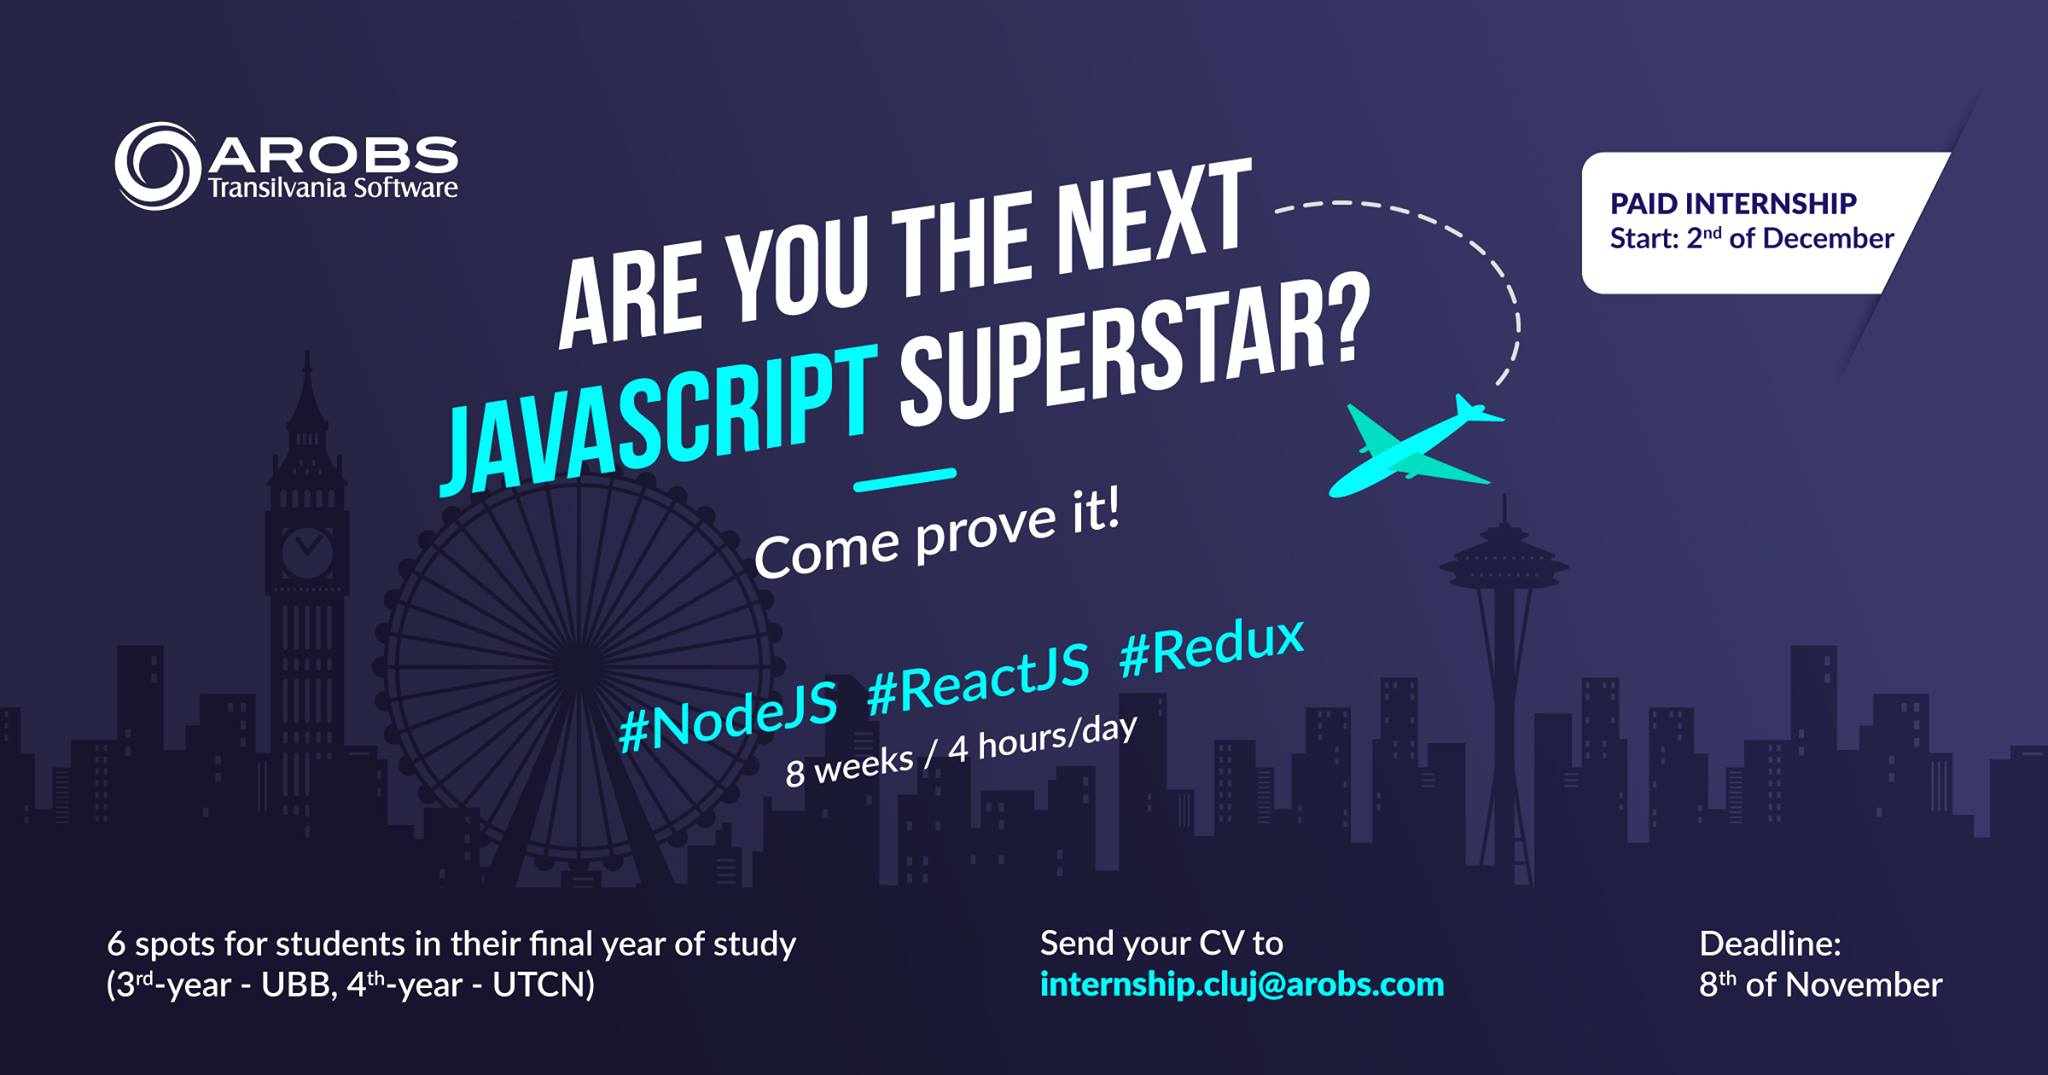 AROBS
Transilvania Software
PAID INTERNSHIP
Start: 2nd of December
ARE YOU THE NEXT
JAVASCRIPT SUPERSTAR?
Come prove it!
#NodeJS #ReactJS #Redux
8 weeks / 4 hours/day
6 spots for students in their final year of study
(3rd-year - UBB, 4th-year - UTCN)
Send your CV to
internship.cluj@arobs.com
Deadline:
8th of November